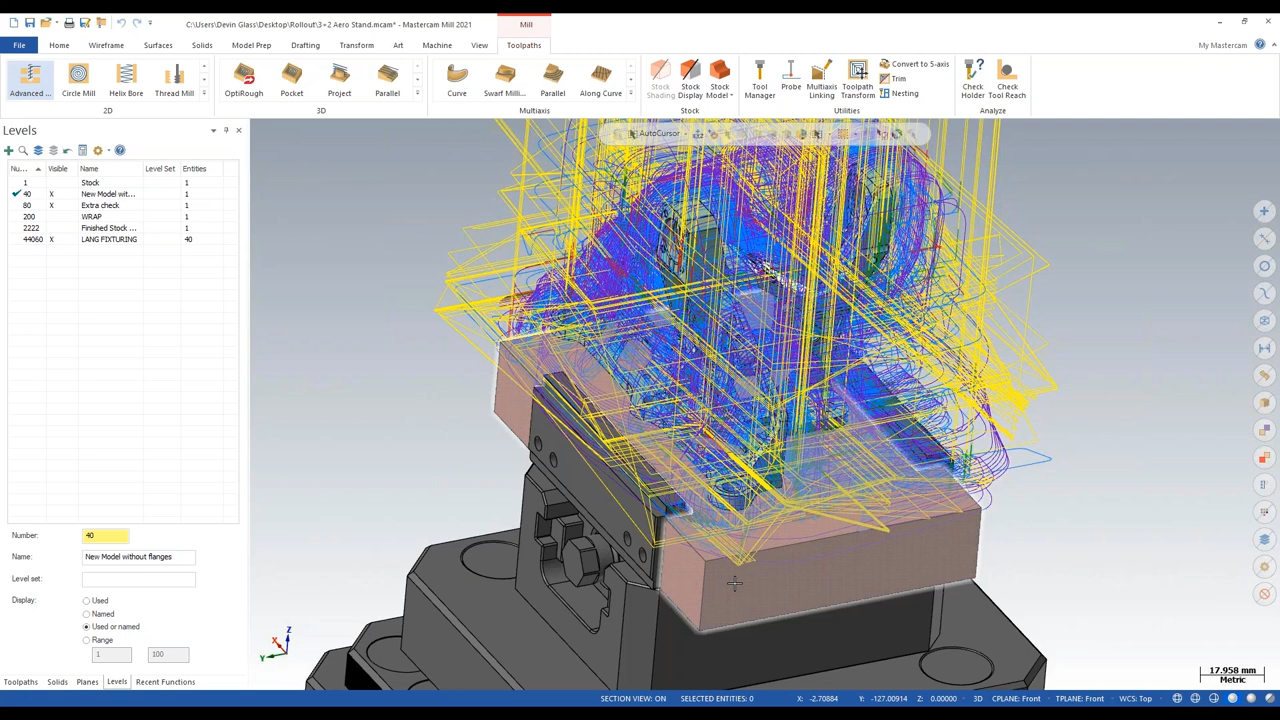 C:\Users\Devin Glass\Desktop\Rollout\3+2 Aero Stand.mcam* - Mastercam Mill 2021
Mill
File Home Wireframe Surfaces Solids Model Prep Drafting Transform Art Machine View Toolpaths
My Mastercam
Advanced ... Circle Mill Helix Bore Thread Mill
2D
OptiRough Pocket Project Parallel
3D
Curve Swarf Milli... Parallel Along Curve
Multiaxis
Stock Shading Stock Display Stock Model
Stock
Tool Manager Probe Multiaxis Linking Toolpath Transform
Convert to 5-axis
Trim
Nesting
Utilities
Check Holder Check Tool Reach
Analyze
Levels
AutoCursor
Nu... Visible Name Level Set Entities
1 Stock 1
40 X New Model wit... 1
80 X Extra check 1
200 WRAP 1
2222 Finished Stock ... 1
44060 X LANG FIXTURING 40
Number: 40
Name: New Model without flanges
Level set:
Display: Used
Named
Used or named
Range
1 100
Toolpaths Solids Planes Levels Recent Functions
Z
X
Y
17.958 mm
Metric
SECTION VIEW: ON SELECTED ENTITIES: 0 X: -2.70884 Y: -127.09914 Z: 0.00000 3D CPLANE: Front TPLANE: Front WCS: Top